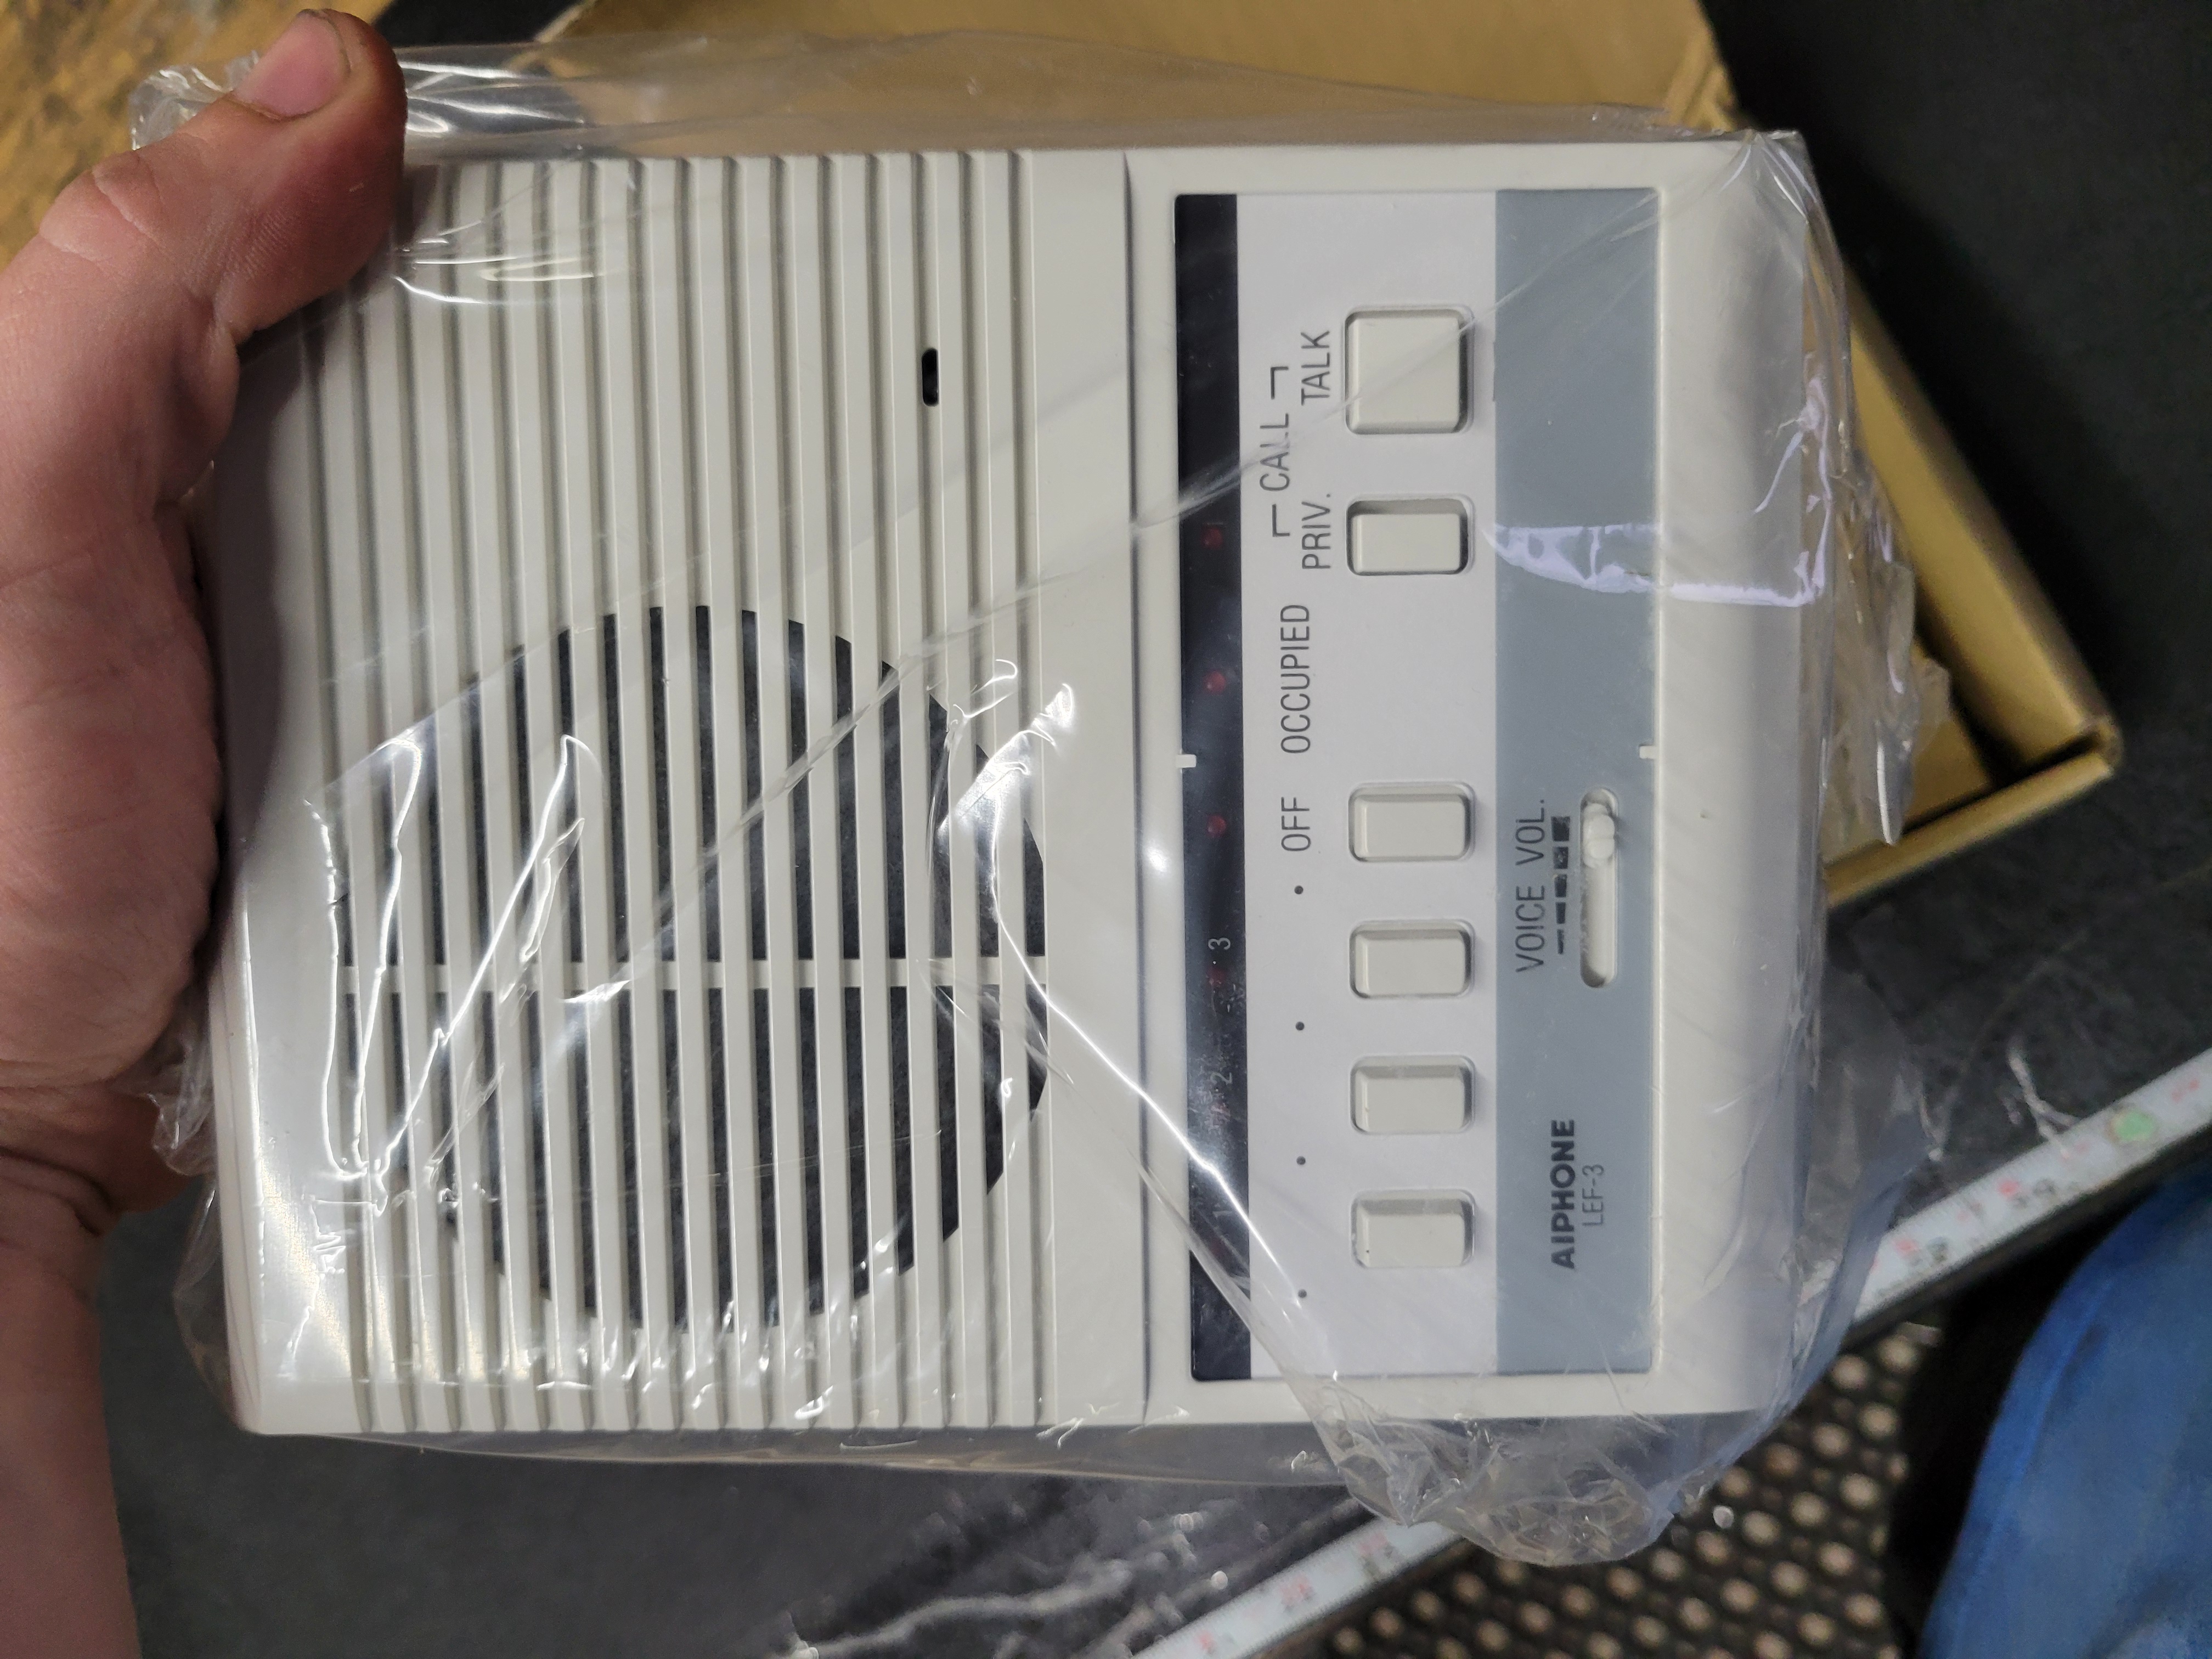 1 2 3
┌ CALL ┐
• • • • OFF OCCUPIED PRIV. TALK
VOICE VOL.
AIPHONE
LEF-3